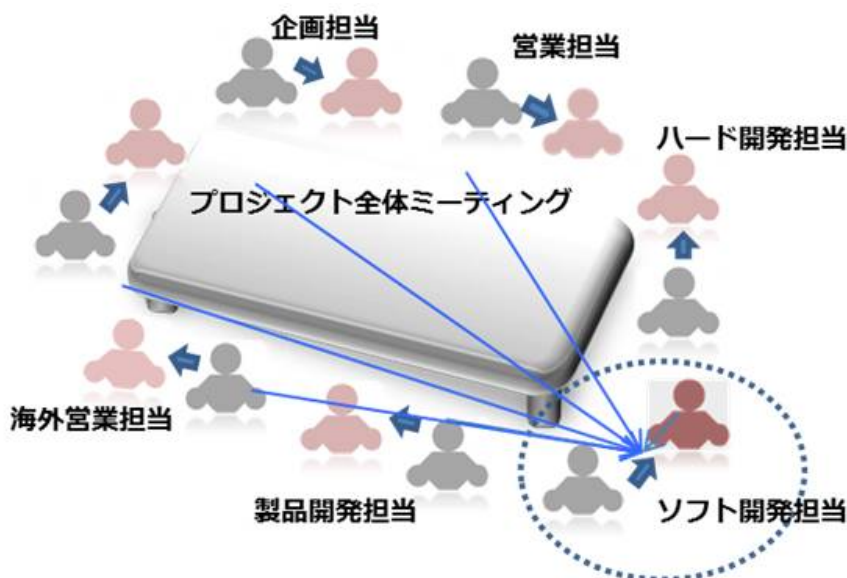 企画担当
営業担当
ハード開発担当
プロジェクト全体ミーティング
海外営業担当
製品開発担当
ソフト開発担当